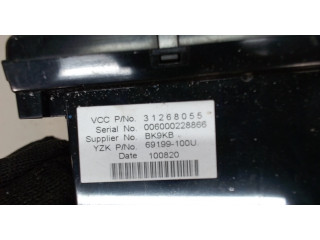 VCC P/No. 31268055
Serial No. 006000228866
Supplier No. BK9KB
YZK P/No. 69199-100U
Date 100820